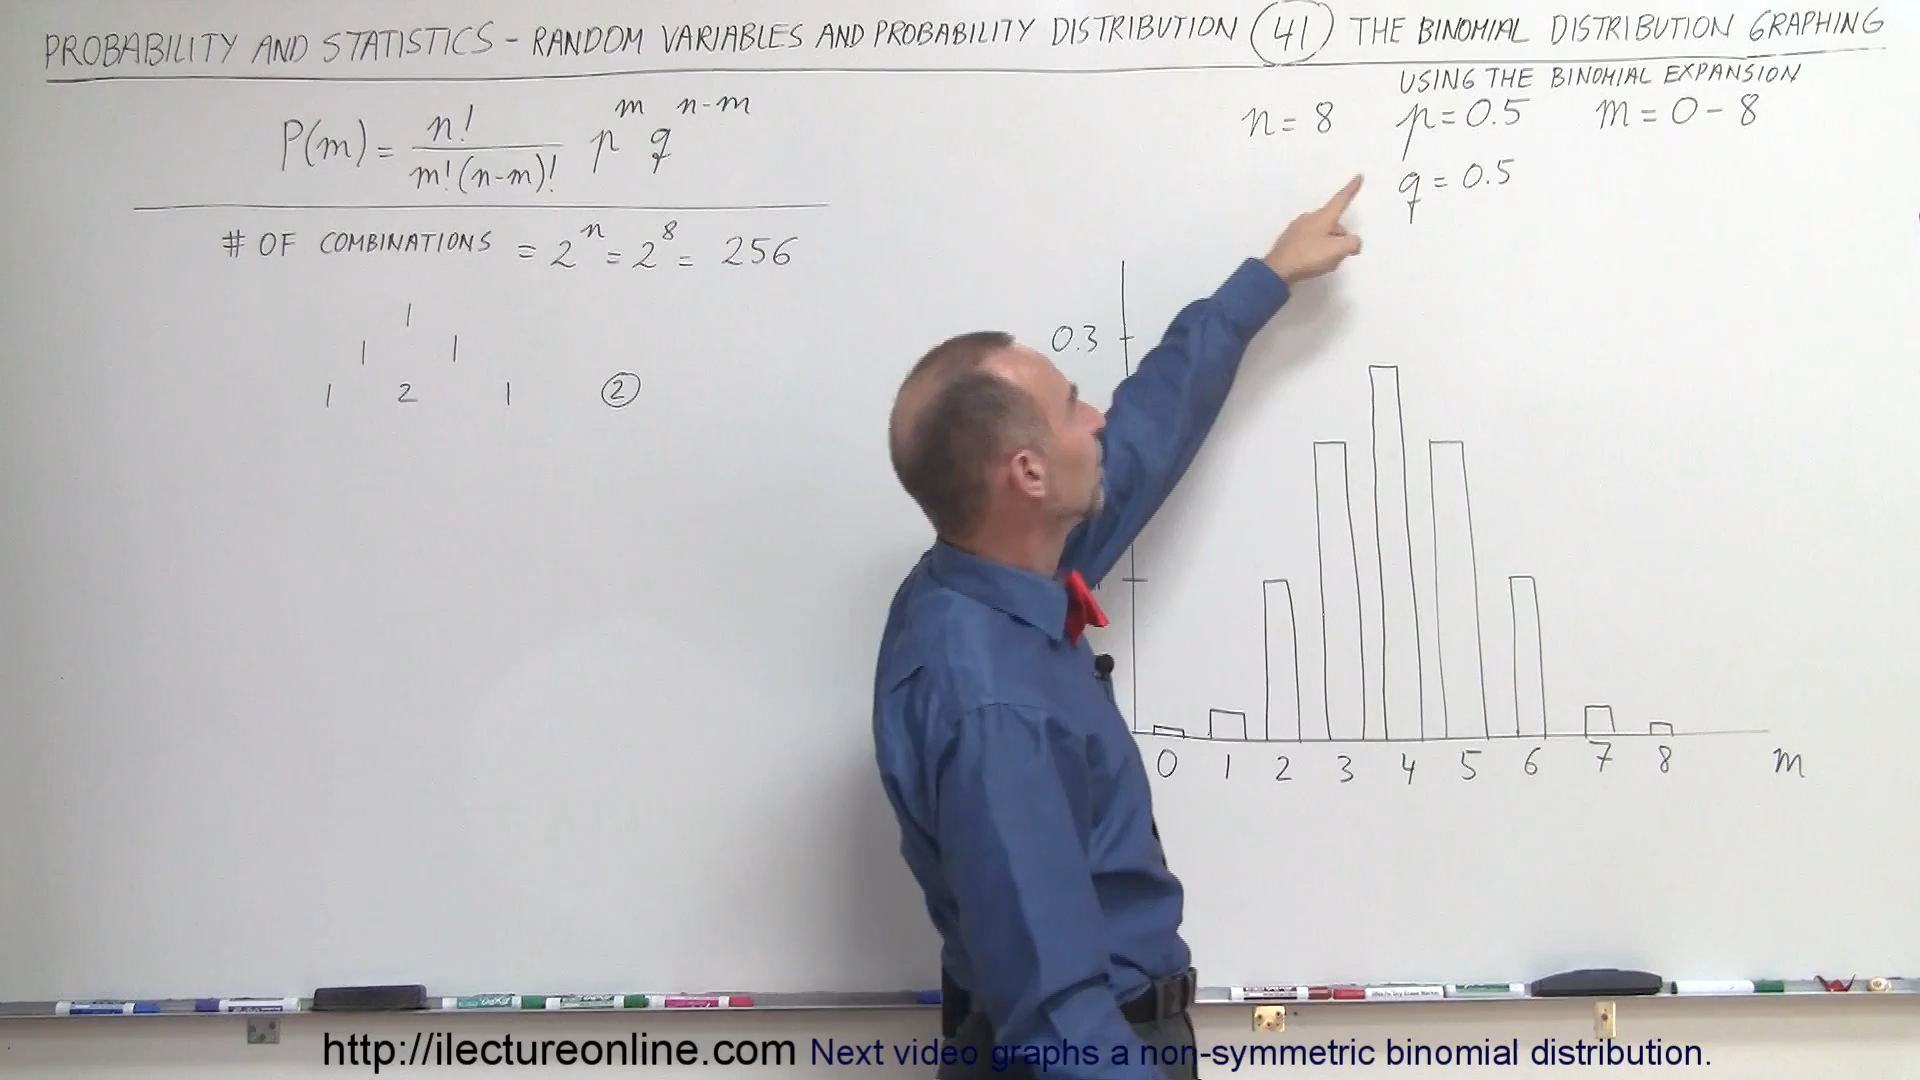 PROBABILITY AND STATISTICS - RANDOM VARIABLES AND PROBABILITY DISTRIBUTION (41) THE BINOMIAL DISTRIBUTION GRAPHING
USING THE BINOMIAL EXPANSION
P(m) = n! / m!(n-m)! p^m q^(n-m)
n = 8 p = 0.5 m = 0 - 8
q = 0.5
# OF COMBINATIONS = 2^n = 2^8 = 256
1
1 1
1 2 1 ②
0.3
0 1 2 3 4 5 6 7 8 m
http://ilectureonline.com Next video graphs a non-symmetric binomial distribution.